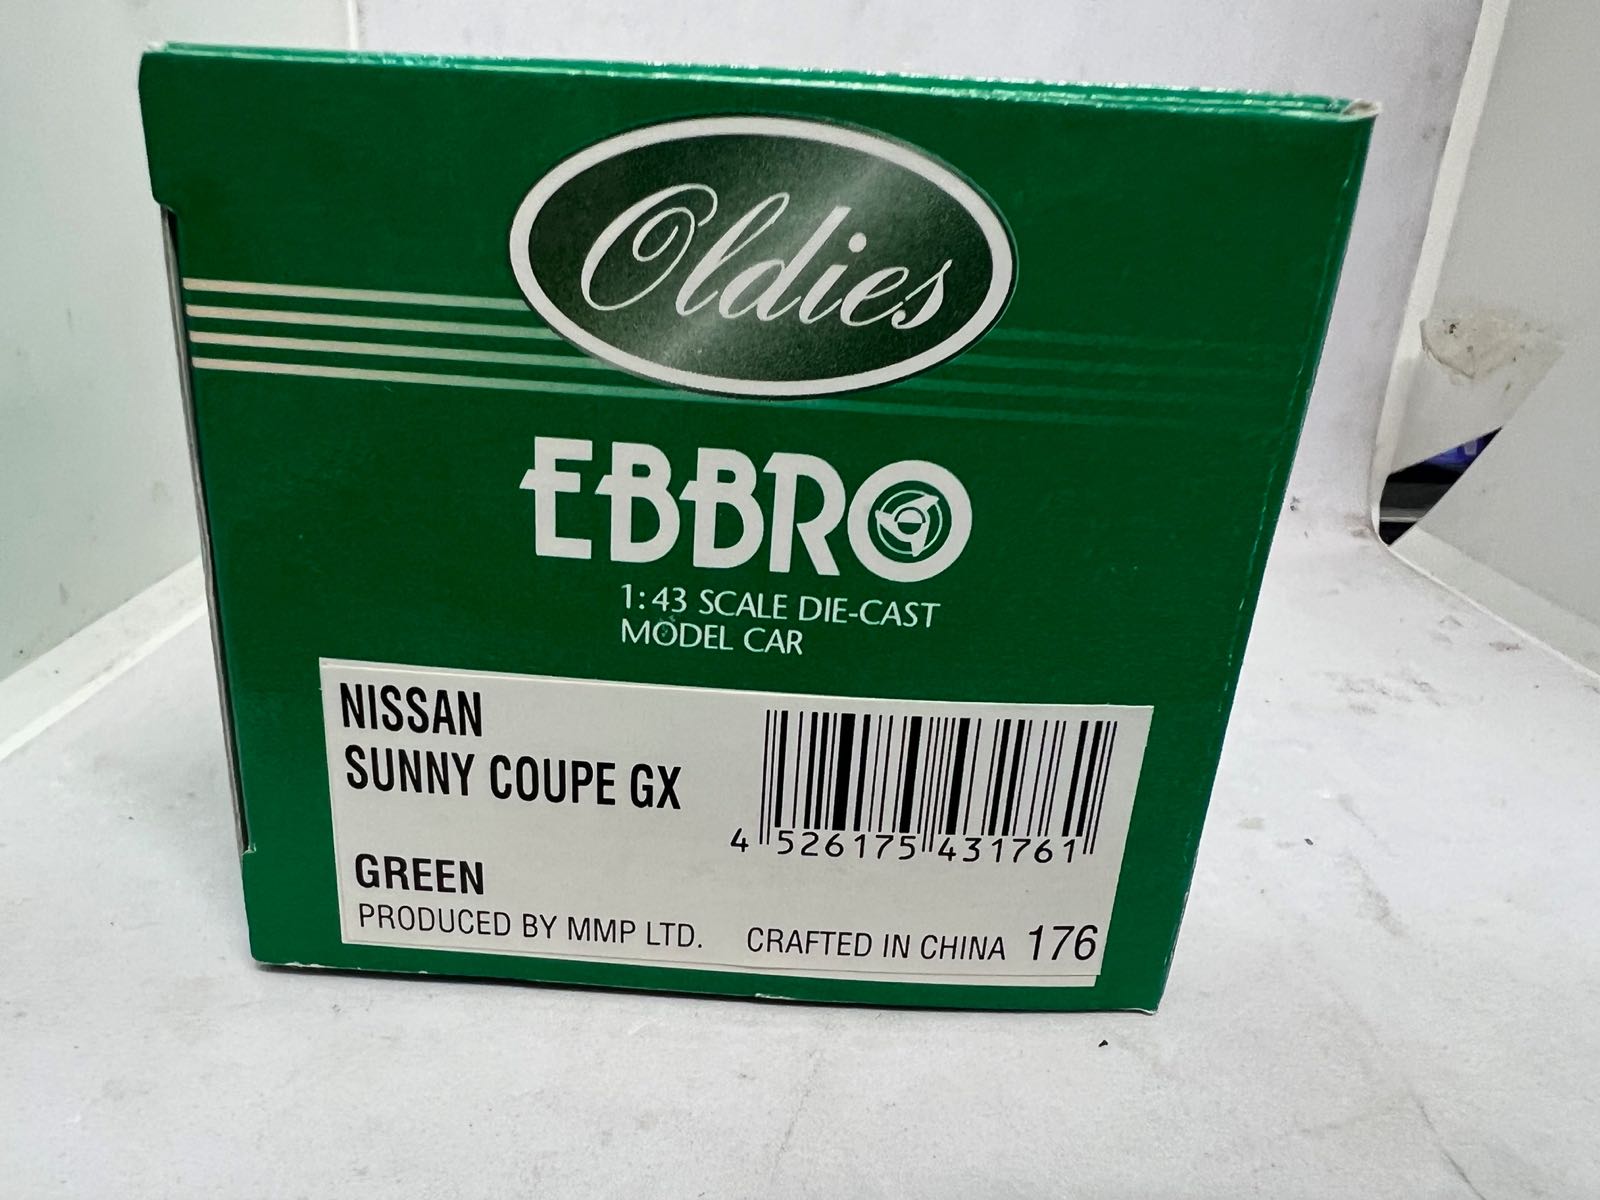 Oldies
EBBRO
1:43 SCALE DIE-CAST
MODEL CAR
NISSAN
SUNNY COUPE GX
4 526175 431761
GREEN
PRODUCED BY MMP LTD. CRAFTED IN CHINA 176